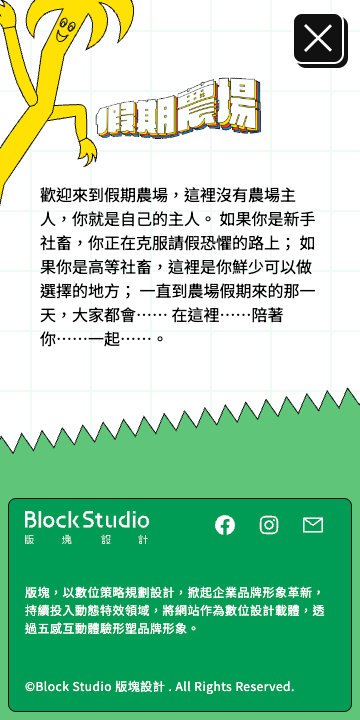 假期農場
歡迎來到假期農場，這裡沒有農場主
人，你就是自己的主人。 如果你是新手
社畜，你正在克服請假恐懼的路上； 如
果你是高等社畜，這裡是你鮮少可以做
選擇的地方； 一直到農場假期來的那一
天，大家都會⋯⋯ 在這裡⋯⋯陪著
你⋯⋯一起⋯⋯。
Block Studio
版塊設計
版塊，以數位策略規劃設計，掀起企業品牌形象革新，
持續投入動態特效領域，將網站作為數位設計載體，透
過五感互動體驗形塑品牌形象。
©Block Studio 版塊設計 . All Rights Reserved.